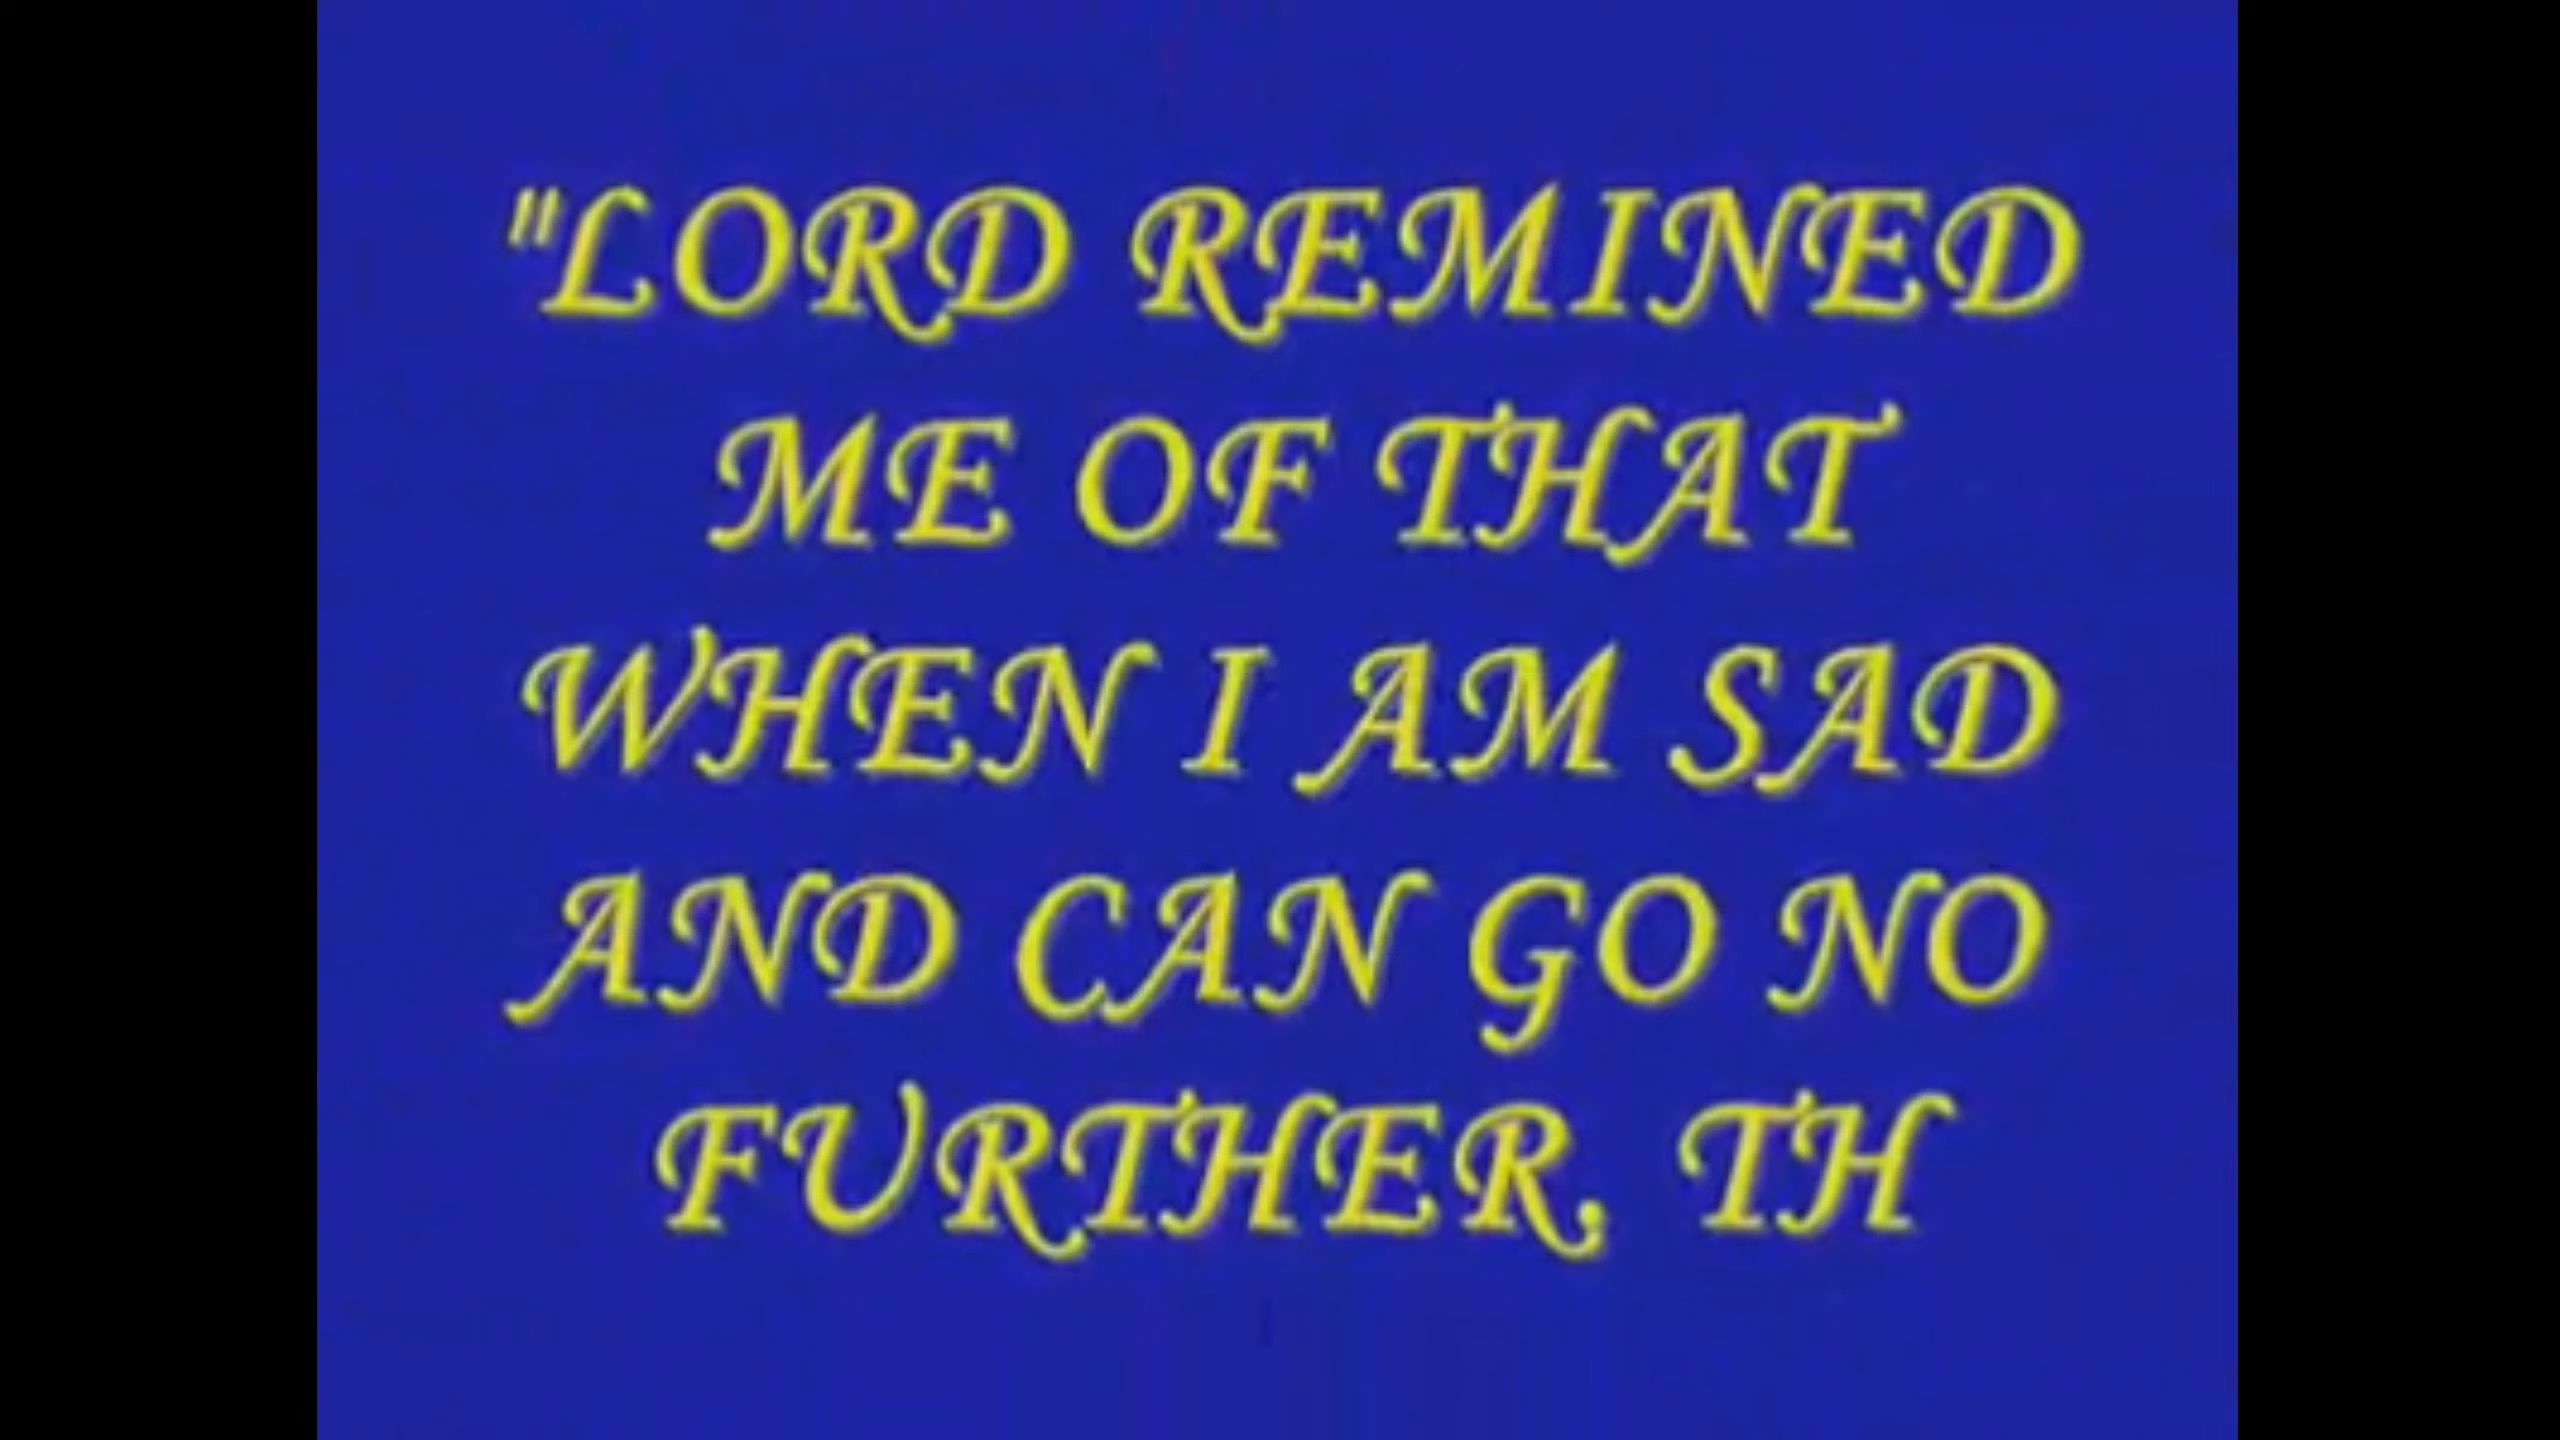 "LORD REMINED
ME OF THAT
WHEN I AM SAD
AND CAN GO NO
FURTHER, TH